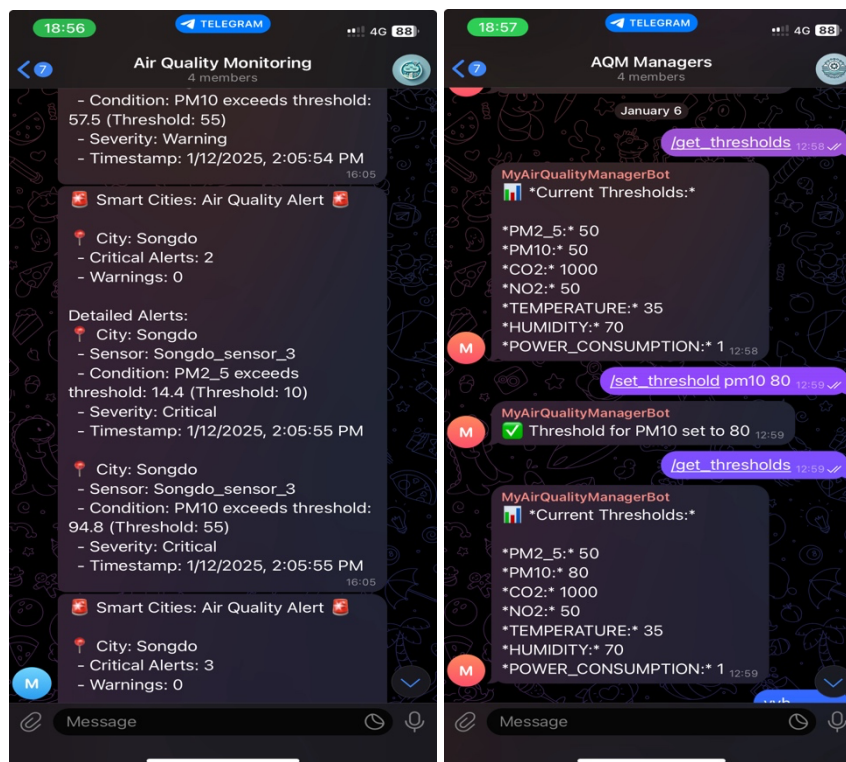 18:56
TELEGRAM
4G 88
7
Air Quality Monitoring
4 members
- Condition: PM10 exceeds threshold:
57.5 (Threshold: 55)
- Severity: Warning
- Timestamp: 1/12/2025, 2:05:54 PM
16:05
🚨 Smart Cities: Air Quality Alert 🚨
📍 City: Songdo
- Critical Alerts: 2
- Warnings: 0
Detailed Alerts:
📍 City: Songdo
- Sensor: Songdo_sensor_3
- Condition: PM2_5 exceeds
threshold: 14.4 (Threshold: 10)
- Severity: Critical
- Timestamp: 1/12/2025, 2:05:55 PM
📍 City: Songdo
- Sensor: Songdo_sensor_3
- Condition: PM10 exceeds threshold:
94.8 (Threshold: 55)
- Severity: Critical
- Timestamp: 1/12/2025, 2:05:55 PM
16:05
🚨 Smart Cities: Air Quality Alert 🚨
📍 City: Songdo
- Critical Alerts: 3
- Warnings: 0
M
Message
18:57
TELEGRAM
4G 88
7
AQM Managers
4 members
January 6
/get_thresholds 12:58
MyAirQualityManagerBot
📊 *Current Thresholds:*
*PM2_5:* 50
*PM10:* 50
*CO2:* 1000
*NO2:* 50
*TEMPERATURE:* 35
*HUMIDITY:* 70
*POWER_CONSUMPTION:* 1 12:58
M
/set_threshold pm10 80 12:59
MyAirQualityManagerBot
✅ Threshold for PM10 set to 80 12:59
M
/get_thresholds 12:59
MyAirQualityManagerBot
📊 *Current Thresholds:*
*PM2_5:* 50
*PM10:* 80
*CO2:* 1000
*NO2:* 50
*TEMPERATURE:* 35
*HUMIDITY:* 70
*POWER_CONSUMPTION:* 1 12:59
M
Message